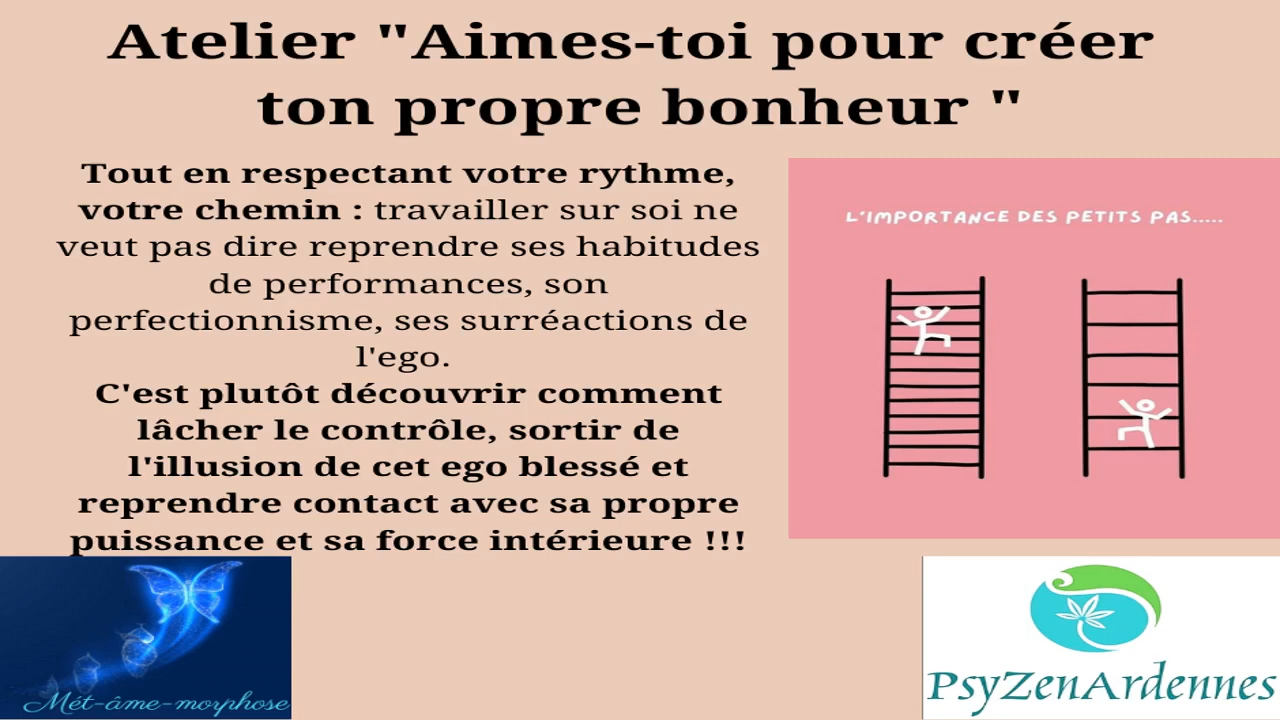 Atelier "Aimes-toi pour créer
ton propre bonheur "
Tout en respectant votre rythme,
votre chemin : travailler sur soi ne
veut pas dire reprendre ses habitudes
de performances, son
perfectionnisme, ses surréactions de
l'ego.
C'est plutôt découvrir comment
lâcher le contrôle, sortir de
l'illusion de cet ego blessé et
reprendre contact avec sa propre
puissance et sa force intérieure !!!
L'IMPORTANCE DES PETITS PAS.....
Mét-âme-morphose
PsyZenArdennes